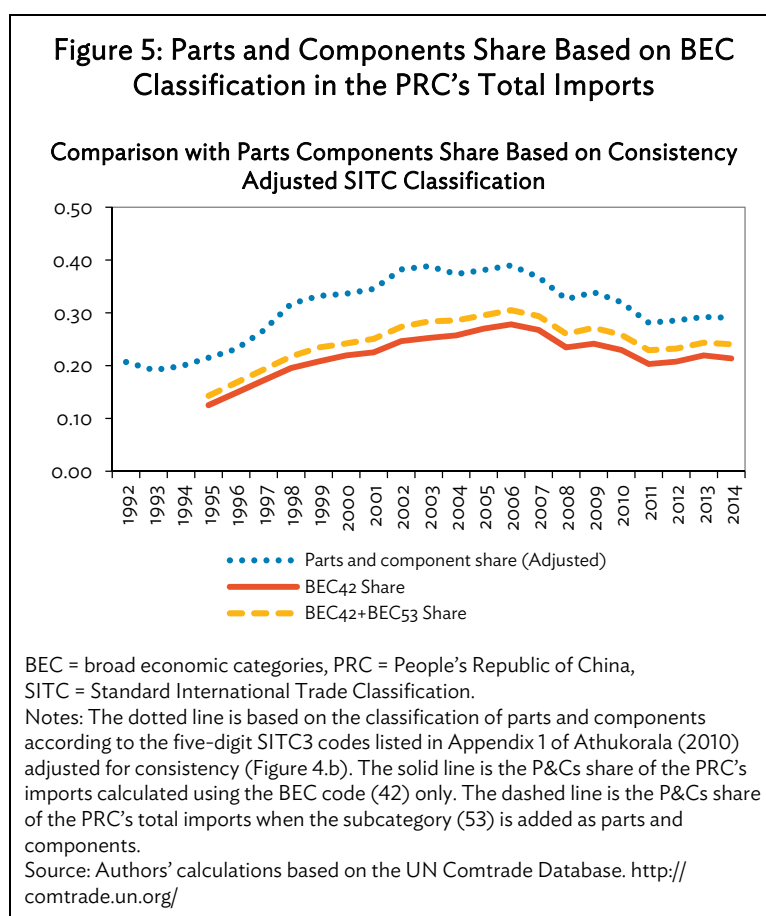 Figure 5: Parts and Components Share Based on BEC
Classification in the PRC's Total Imports
Comparison with Parts Components Share Based on Consistency
Adjusted SITC Classification
0.50
0.40
0.30
0.20
0.10
0.00
1992
1993
1994
1995
1996
1997
1998
1999
2000
2001
2002
2003
2004
2005
2006
2007
2008
2009
2010
2011
2012
2013
2014
Parts and component share (Adjusted)
BEC42 Share
BEC42+BEC53 Share
BEC = broad economic categories, PRC = People's Republic of China,
SITC = Standard International Trade Classification.
Notes: The dotted line is based on the classification of parts and components
according to the five-digit SITC3 codes listed in Appendix 1 of Athukorala (2010)
adjusted for consistency (Figure 4.b). The solid line is the P&Cs share of the PRC's
imports calculated using the BEC code (42) only. The dashed line is the P&Cs share
of the PRC's total imports when the subcategory (53) is added as parts and
components.
Source: Authors' calculations based on the UN Comtrade Database. http://
comtrade.un.org/